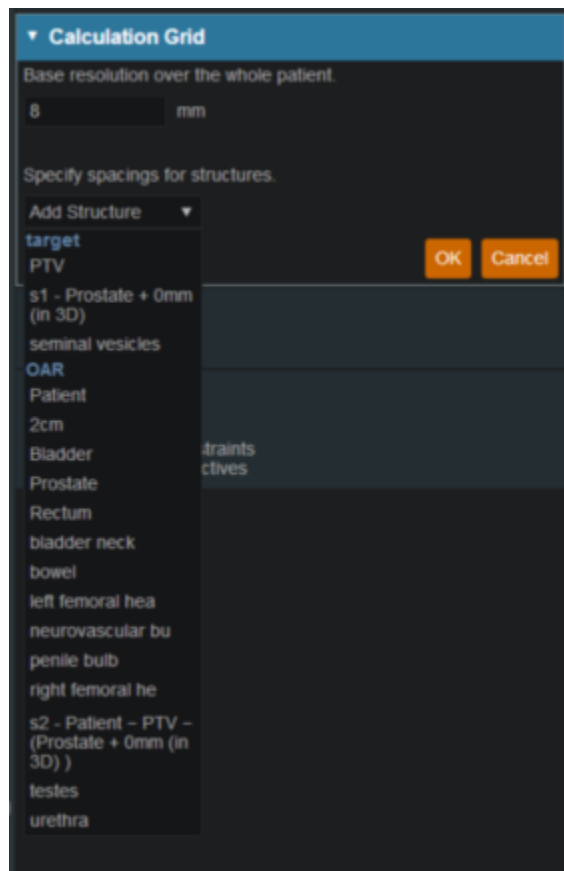 Calculation Grid
Base resolution over the whole patient.
8 mm
Specify spacings for structures.
Add Structure
target
PTV
OK Cancel
s1 - Prostate + 0mm
(in 3D)
seminal vesicles
OAR
Patient
2cm
Bladder
traints
ctives
Prostate
Rectum
bladder neck
bowel
left femoral hea
neurovascular bu
penile bulb
right femoral he
s2 - Patient – PTV –
(Prostate + 0mm (in
3D) )
testes
urethra